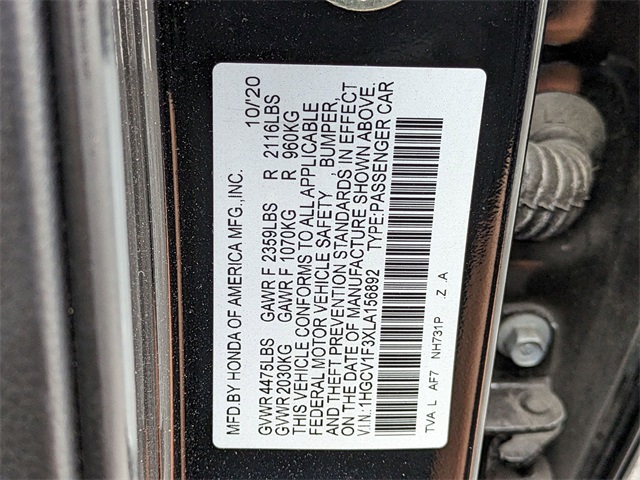 MFD.BY HONDA OF AMERICA MFG.,INC. 10/'20
GVWR 4475LBS GAWR F 2359LBS R 2116LBS
GVWR 2030KG GAWR F 1070KG R 960KG
THIS VEHICLE CONFORMS TO ALL APPLICABLE
FEDERAL MOTOR VEHICLE SAFETY BUMPER,
AND THEFT PREVENTION STANDARDS IN EFFECT
ON THE DATE OF MANUFACTURE SHOWN ABOVE.
V.I.N.:1HGCV1F3XLA156892 TYPE:PASSENGER CAR
TVA L AF7 NH731P .Z .A